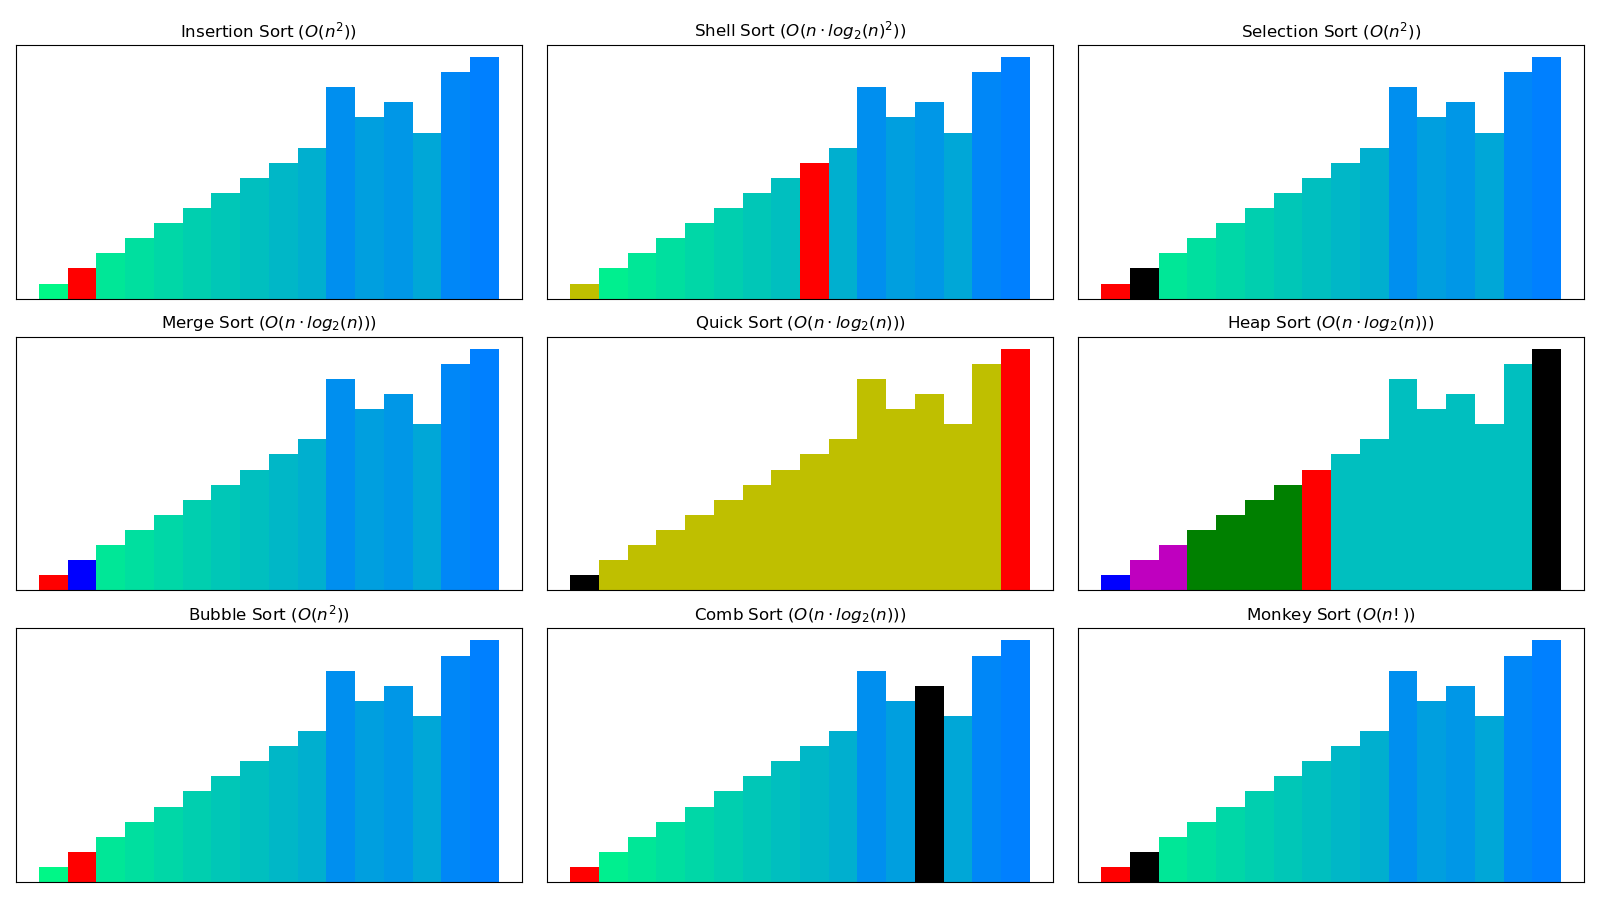 Insertion Sort (O(n²))
Shell Sort (O(n · log₂(n)²))
Selection Sort (O(n²))
Merge Sort (O(n · log₂(n)))
Quick Sort (O(n · log₂(n)))
Heap Sort (O(n · log₂(n)))
Bubble Sort (O(n²))
Comb Sort (O(n · log₂(n)))
Monkey Sort (O(n!))